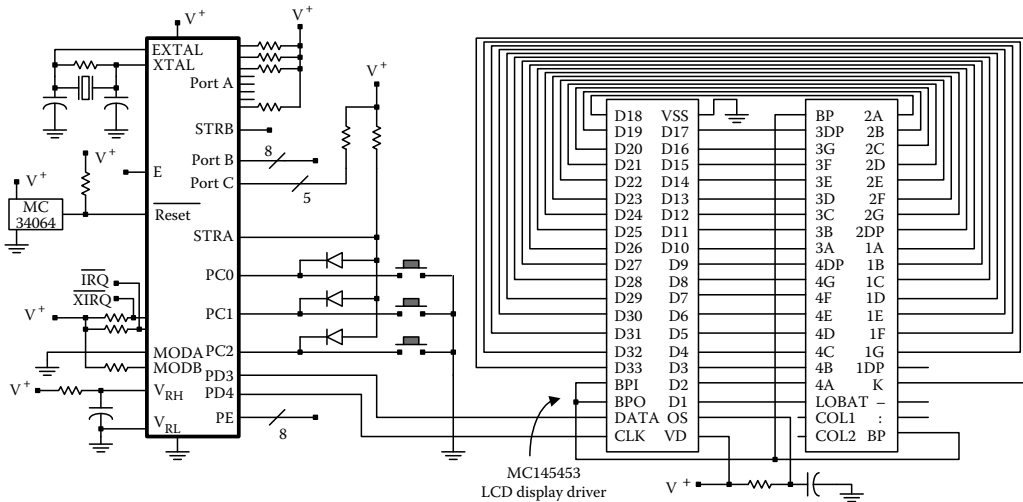 V+
EXTAL
XTAL
Port A
STRB
Port B
8
Port C
5
V+
V+
V+
E
V+
MC
34064
Reset
STRA
PC0
IRQ
XIRQ
V+
PC1
MODA
MODB
PC2
PD3
PD4
V+
VRH
VRL
PE
8
D18 VSS
D19 D17
D20 D16
D21 D15
D22 D14
D23 D13
D24 D12
D25 D11
D26 D10
D27 D9
D28 D8
D29 D7
D30 D6
D31 D5
D32 D4
D33 D3
BPI D2
BPO D1
DATA OS
CLK VD
BP 2A
3DP 2B
3G 2C
3F 2D
3E 2E
3D 2F
3C 2G
3B 2DP
3A 1A
4DP 1B
4G 1C
4F 1D
4E 1E
4D 1F
4C 1G
4B 1DP
4A K
LOBAT –
COL1 :
COL2 BP
MC145453
LCD display driver
V+